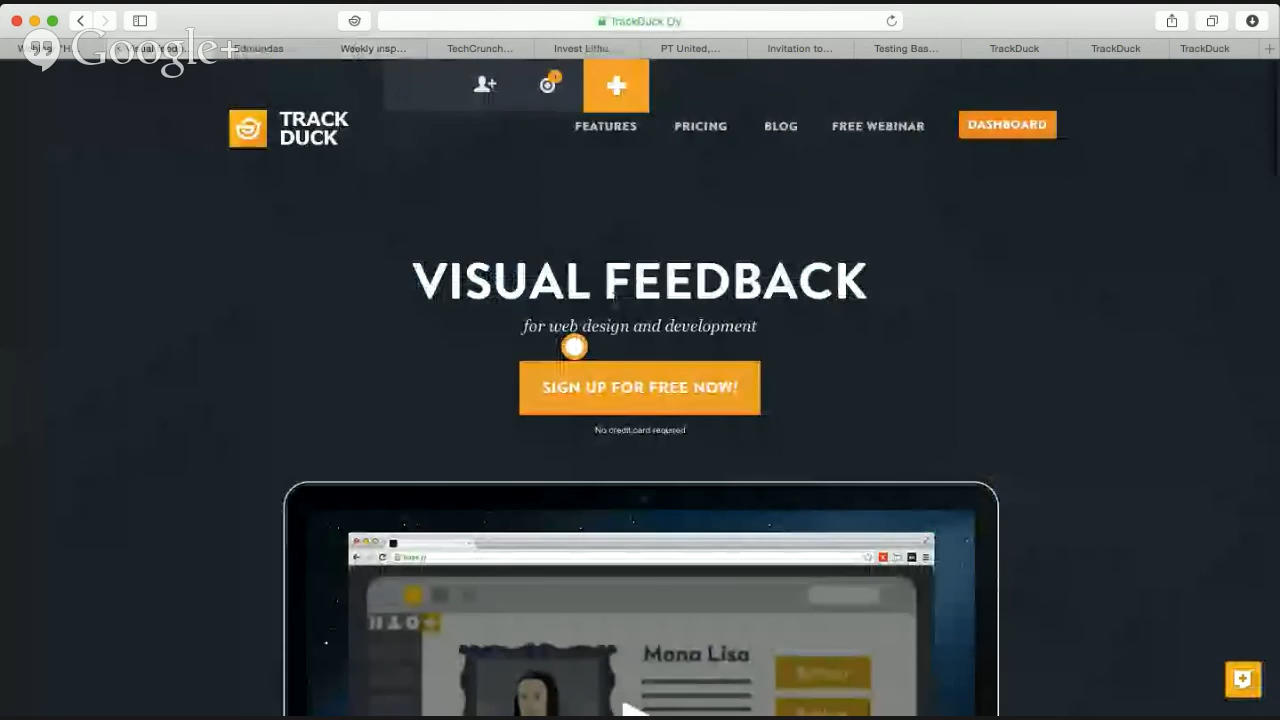 TrackDuck Oy
Weekly insp... TechCrunch... Invest Lithu... PT United,... Invitation to... Testing Bas... TrackDuck TrackDuck TrackDuck
Google+
TRACK
DUCK
FEATURES PRICING BLOG FREE WEBINAR DASHBOARD
VISUAL FEEDBACK
for web design and development
SIGN UP FOR FREE NOW!
No credit card required
Mona Lisa